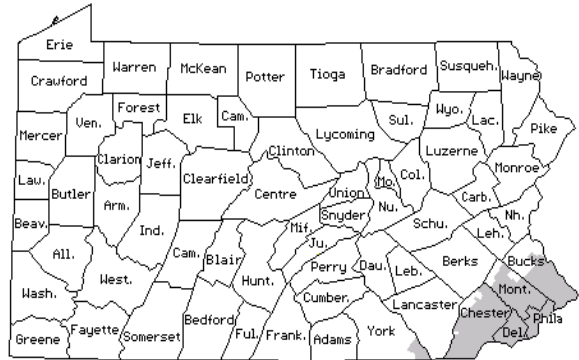 Erie
Crawford
Warren
McKean
Potter
Tioga
Bradford
Susqueh.
Wayne
Mercer
Ven.
Forest
Elk
Cam.
Clinton
Lycoming
Sul.
Wyo.
Lac.
Pike
Law.
Butler
Clarion
Jeff.
Clearfield
Centre
Union
Mo.
Col.
Luzerne
Monroe
Carb.
Beav.
Arm.
Ind.
Snyder
Nu.
Schu.
Nh.
Leh.
All.
West.
Cam.
Blair
Hunt.
Mif.
Ju.
Perry
Dau.
Leb.
Berks
Bucks
Mont.
Wash.
Cumber.
Lancaster
Chester
Del.
Phila
Greene
Fayette
Somerset
Bedford
Ful.
Frank.
Adams
York